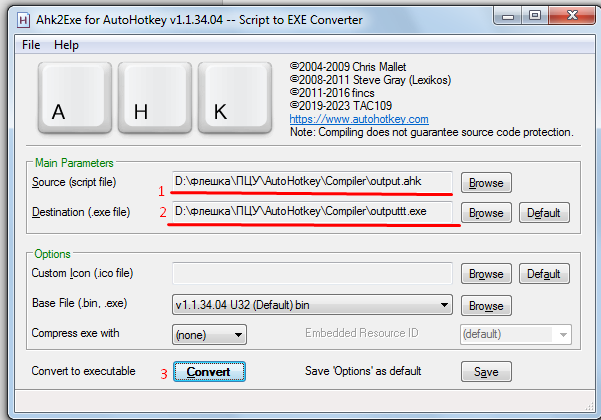 Ahk2Exe for AutoHotkey v1.1.34.04 -- Script to EXE Converter
File Help
A H K
©2004-2009 Chris Mallet
©2008-2011 Steve Gray (Lexikos)
©2011-2016 fincs
©2019-2023 TAC109
https://www.autohotkey.com
Note: Compiling does not guarantee source code protection.
Main Parameters
Source (script file) 1 D:\флешка\ПЦУ\AutoHotkey\Compiler\output.ahk Browse
Destination (.exe file) 2 D:\флешка\ПЦУ\AutoHotkey\Compiler\outputtt.exe Browse Default
Options
Custom Icon (.ico file) Browse Default
Base File (.bin, .exe) v1.1.34.04 U32 (Default) bin Browse
Compress exe with (none) Embedded Resource ID (default)
Convert to executable 3 Convert Save 'Options' as default Save